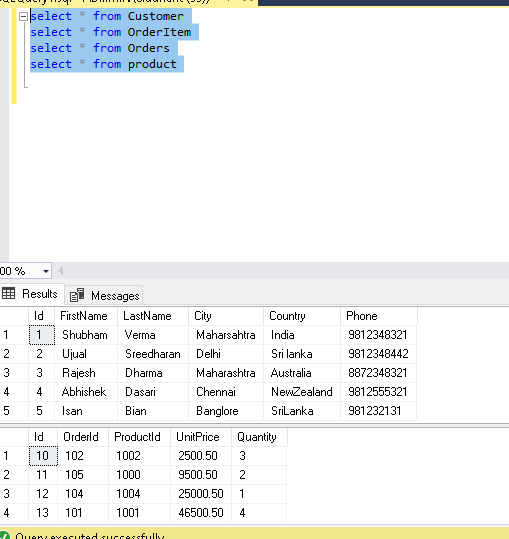 select * from Customer
select * from OrderItem
select * from Orders
select * from product
00 %
Results Messages
Id FirstName LastName City Country Phone
1 1 Shubham Verma Maharsahtra India 9812348321
2 2 Ujual Sreedharan Delhi Sri lanka 9812348442
3 3 Rajesh Dharma Maharashtra Australia 8872348321
4 4 Abhishek Dasari Chennai NewZealand 9812555321
5 5 Isan Bian Banglore SriLanka 981232131
Id OrderId ProductId UnitPrice Quantity
1 10 102 1002 2500.50 3
2 11 105 1000 9500.50 2
3 12 104 1004 25000.50 1
4 13 101 1001 46500.50 4
Query executed successfully